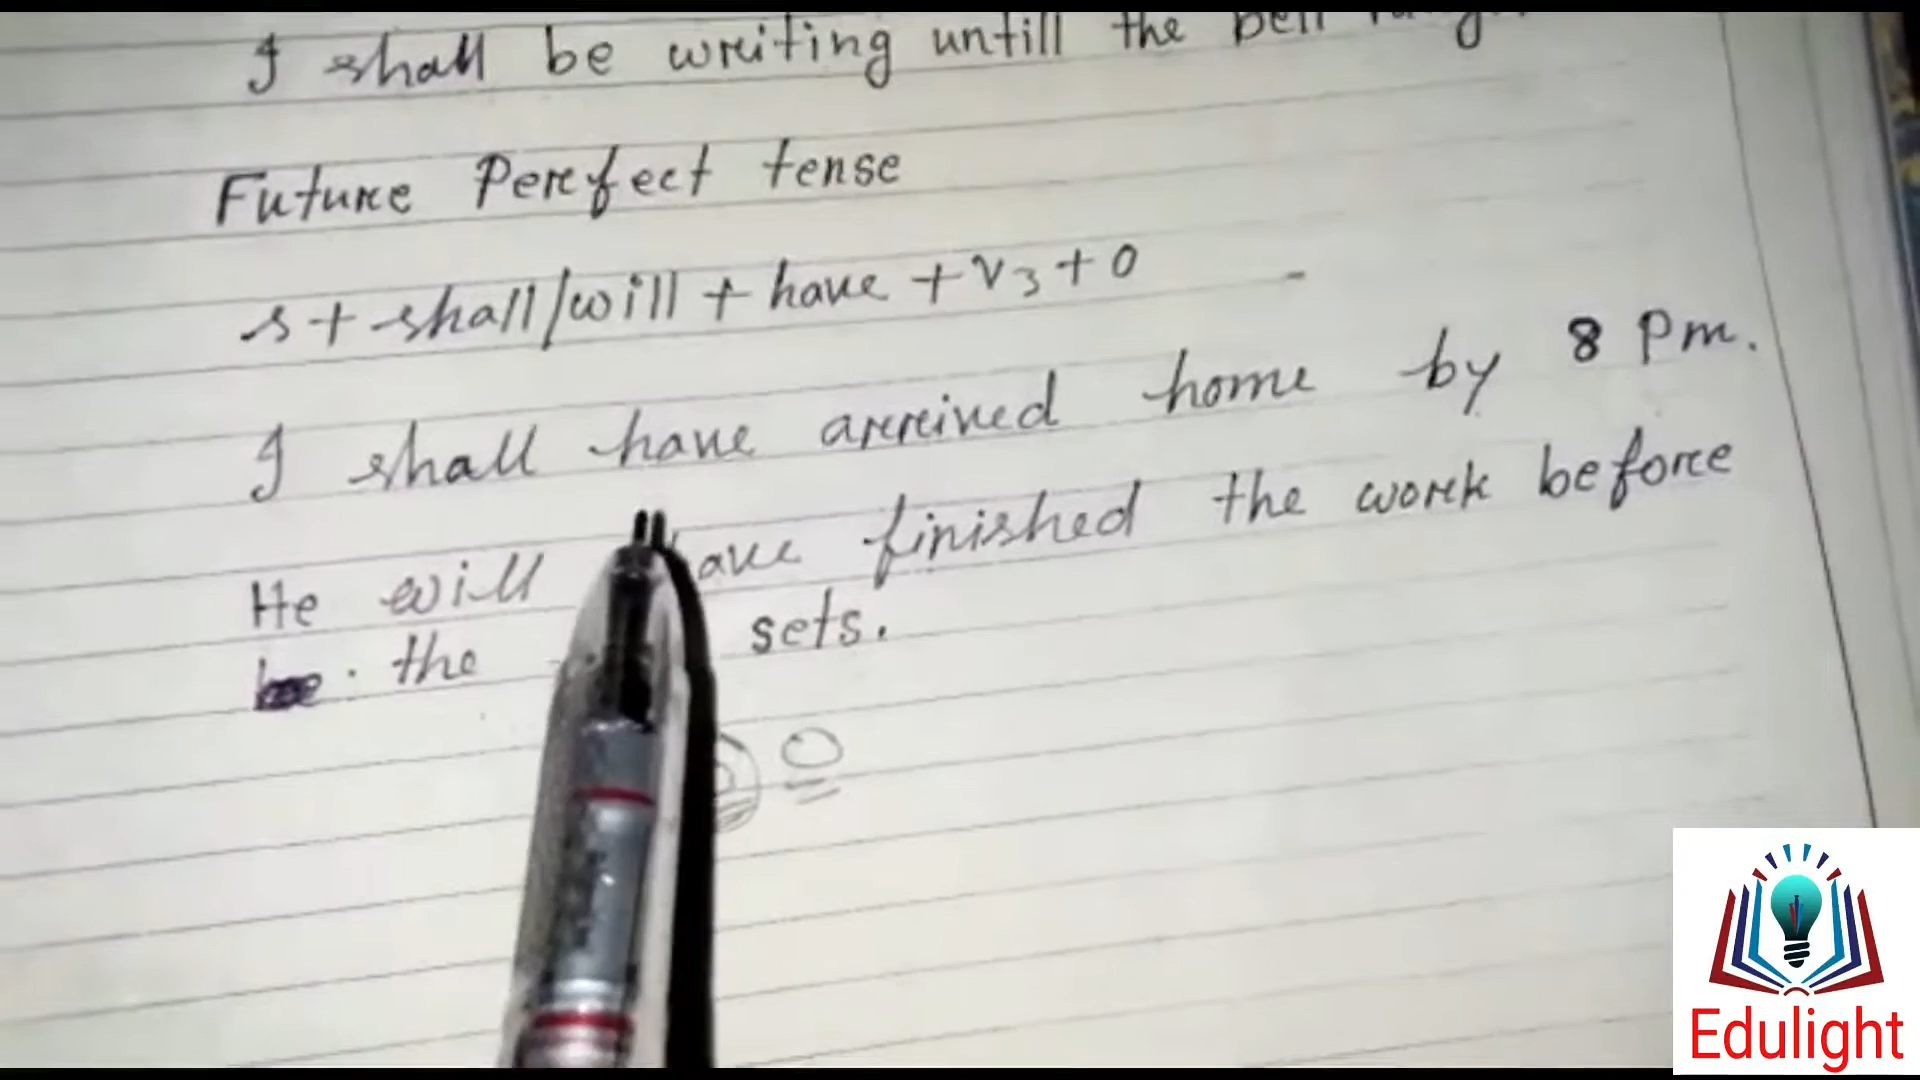 I shall be writing untill the bell
Future Perfect tense
s + shall/will + have + v3 + o
I shall have arrived home by 8 Pm.
He will have finished the work before
the sets.
Edulight